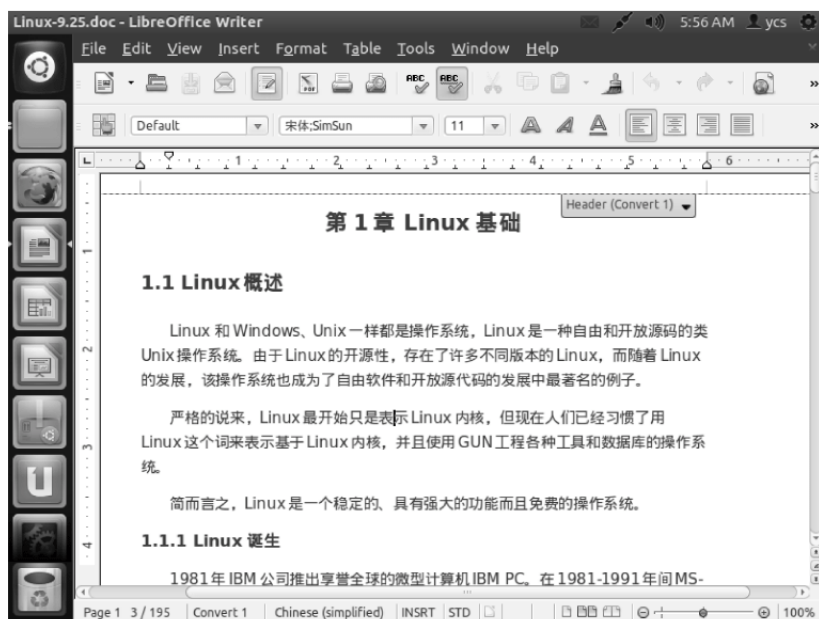 Linux-9.25.doc - LibreOffice Writer 5:56 AM ycs
File Edit View Insert Format Table Tools Window Help
Default 宋体;SimSun 11
1 2 3 4 5 6
Header (Convert 1)
第 1 章 Linux 基础
1.1 Linux 概述
Linux 和 Windows、Unix 一样都是操作系统，Linux 是一种自由和开放源码的类
Unix 操作系统。由于 Linux 的开源性，存在了许多不同版本的 Linux，而随着 Linux
的发展，该操作系统也成为了自由软件和开放源代码的发展中最著名的例子。
严格的说来，Linux 最开始只是表示 Linux 内核，但现在人们已经习惯了用
Linux 这个词来表示基于 Linux 内核，并且使用 GUN 工程各种工具和数据库的操作系
统。
简而言之，Linux 是一个稳定的、具有强大的功能而且免费的操作系统。
1.1.1 Linux 诞生
1981 年 IBM 公司推出享誉全球的微型计算机 IBM PC。在 1981-1991 年间 MS-
Page 1 3 / 195 Convert 1 Chinese (simplified) INSRT STD 100%